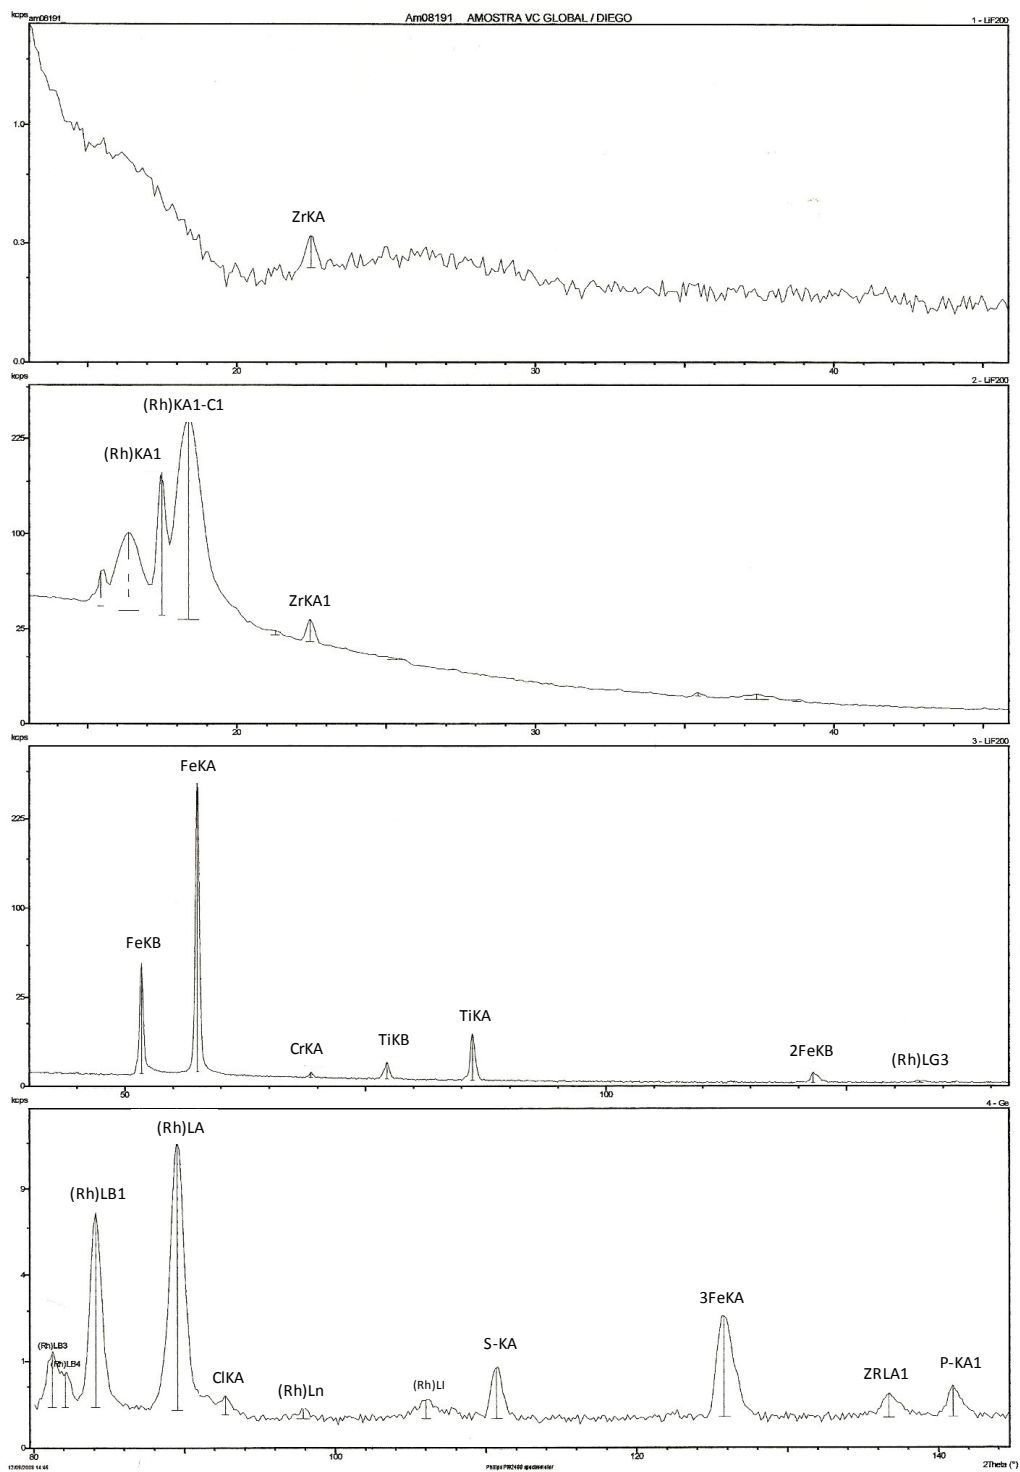 kcps am08191 Am08191 AMOSTRA VC GLOBAL / DIEGO 1 - LiF200
1.0
ZrKA
0.3
0.0
20 30 40
kcps 2 - LiF200
(Rh)KA1-C1
225
(Rh)KA1
100
ZrKA1
25
0
20 30 40
kcps 3 - LiF200
FeKA
225
100
FeKB
25
TiKA
TiKB
CrKA
2FeKB
(Rh)LG3
0
50 100
kcps 4 - Ge
(Rh)LA
(Rh)LB1
9
4
3FeKA
(Rh)LB3
S-KA
1
(Rh)LB4
P-KA1
ZRLA1
ClKA
(Rh)Ln
(Rh)Ll
0
80 100 120 140
Philips PW2400 spectrometer 2Theta (°)